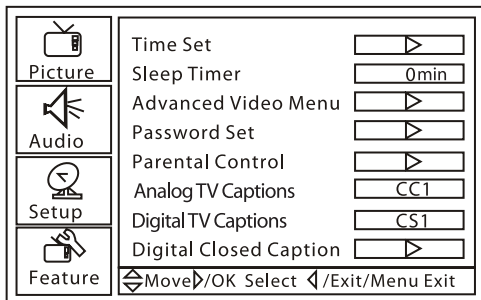 Picture
Audio
Setup
Feature
Time Set
Sleep Timer 0min
Advanced Video Menu
Password Set
Parental Control
Analog TV Captions CC1
Digital TV Captions CS1
Digital Closed Caption
Move /OK Select /Exit/Menu Exit